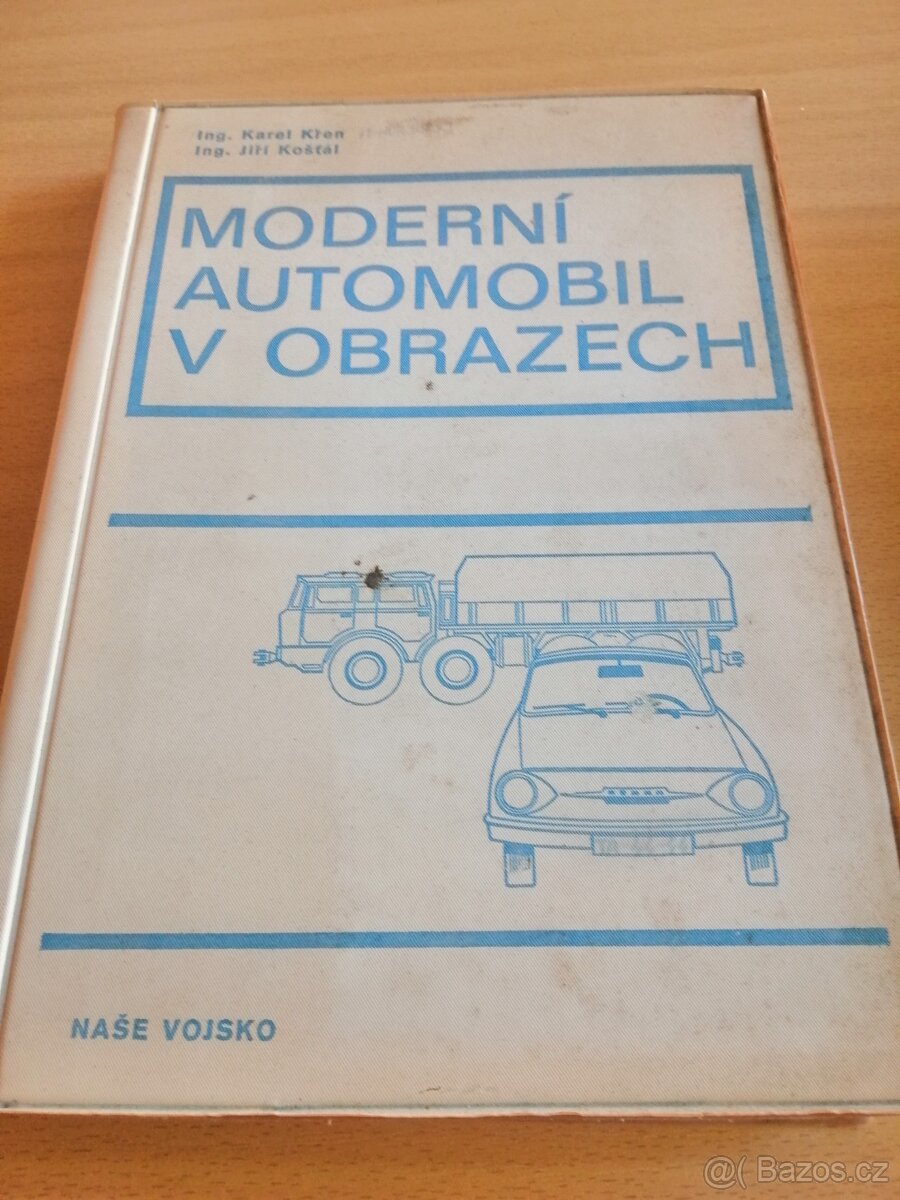 Ing. Karel Křen
Ing. Jiří Košťál
MODERNÍ
AUTOMOBIL
V OBRAZECH
NAŠE VOJSKO
@( Bazos.cz